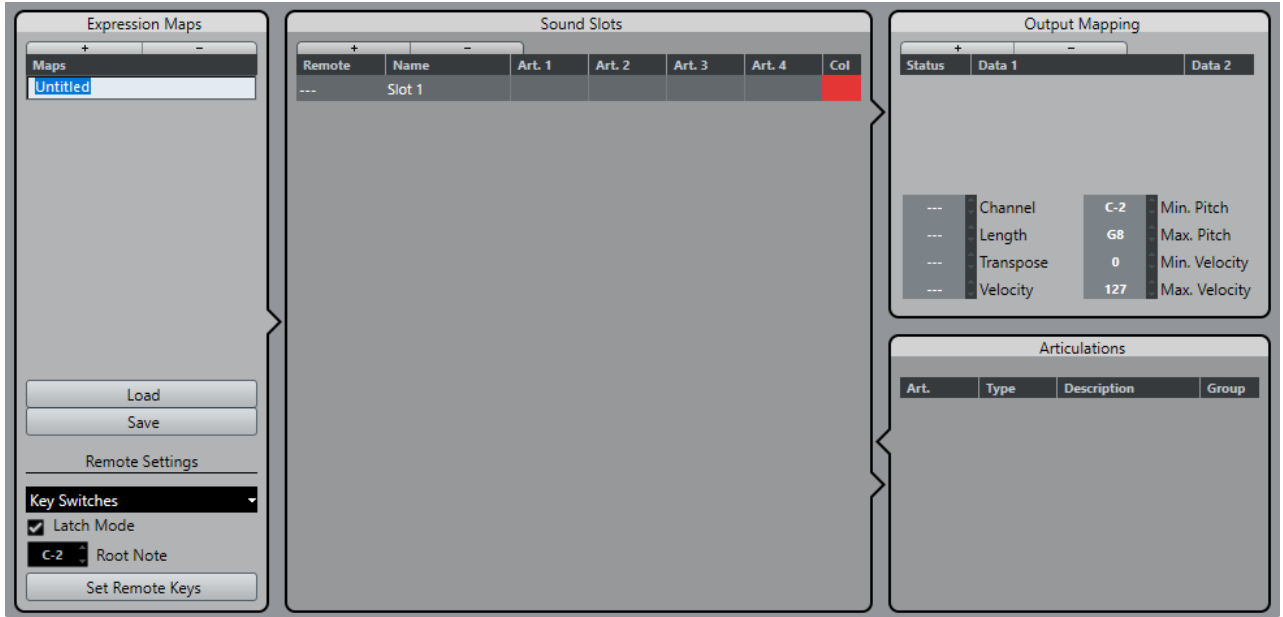 Expression Maps
+ -
Maps
Untitled
Load
Save
Remote Settings
Key Switches
Latch Mode
C-2 Root Note
Set Remote Keys
Sound Slots
+ -
Remote Name Art. 1 Art. 2 Art. 3 Art. 4 Col
--- Slot 1
Output Mapping
+ -
Status Data 1 Data 2
--- Channel C-2 Min. Pitch
--- Length G8 Max. Pitch
--- Transpose 0 Min. Velocity
--- Velocity 127 Max. Velocity
Articulations
Art. Type Description Group